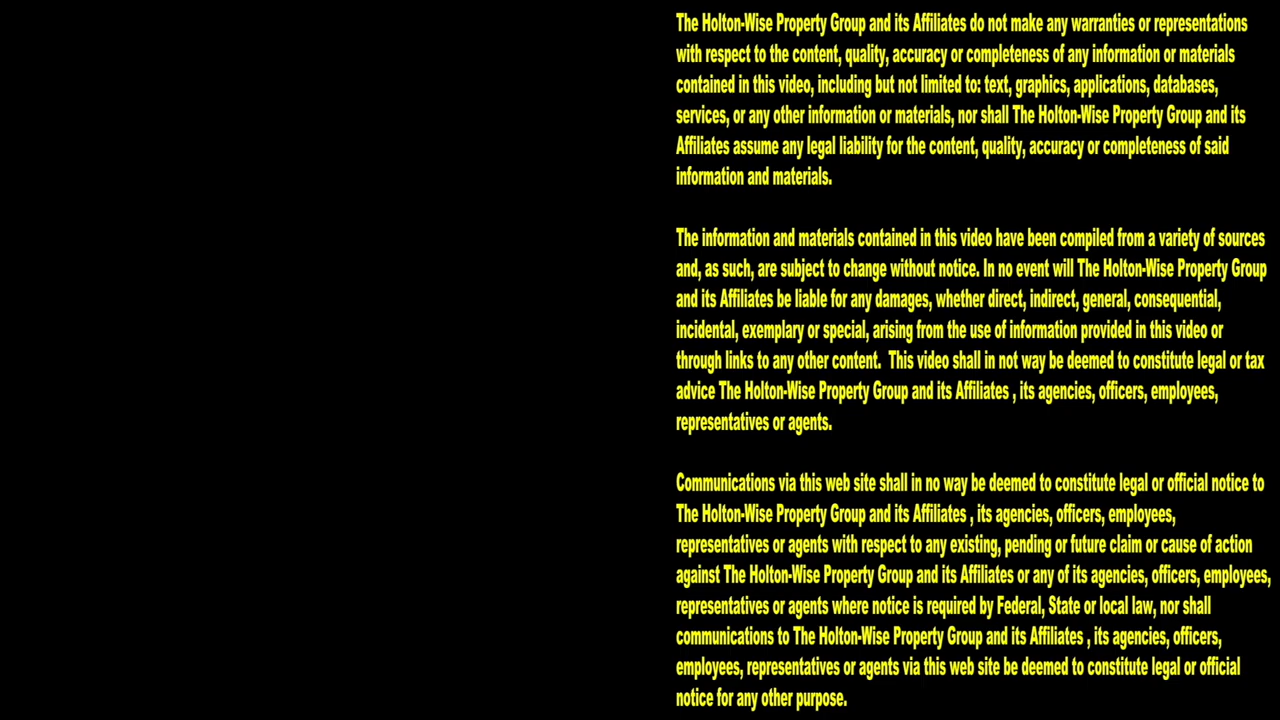 The Holton-Wise Property Group and its Affiliates do not make any warranties or representations
with respect to the content, quality, accuracy or completeness of any information or materials
contained in this video, including but not limited to: text, graphics, applications, databases,
services, or any other information or materials, nor shall The Holton-Wise Property Group and its
Affiliates assume any legal liability for the content, quality, accuracy or completeness of said
information and materials.
The information and materials contained in this video have been compiled from a variety of sources
and, as such, are subject to change without notice. In no event will The Holton-Wise Property Group
and its Affiliates be liable for any damages, whether direct, indirect, general, consequential,
incidental, exemplary or special, arising from the use of information provided in this video or
through links to any other content.  This video shall in not way be deemed to constitute legal or tax
advice The Holton-Wise Property Group and its Affiliates , its agencies, officers, employees,
representatives or agents.
Communications via this web site shall in no way be deemed to constitute legal or official notice to
The Holton-Wise Property Group and its Affiliates , its agencies, officers, employees,
representatives or agents with respect to any existing, pending or future claim or cause of action
against The Holton-Wise Property Group and its Affiliates or any of its agencies, officers, employees,
representatives or agents where notice is required by Federal, State or local law, nor shall
communications to The Holton-Wise Property Group and its Affiliates , its agencies, officers,
employees, representatives or agents via this web site be deemed to constitute legal or official
notice for any other purpose.